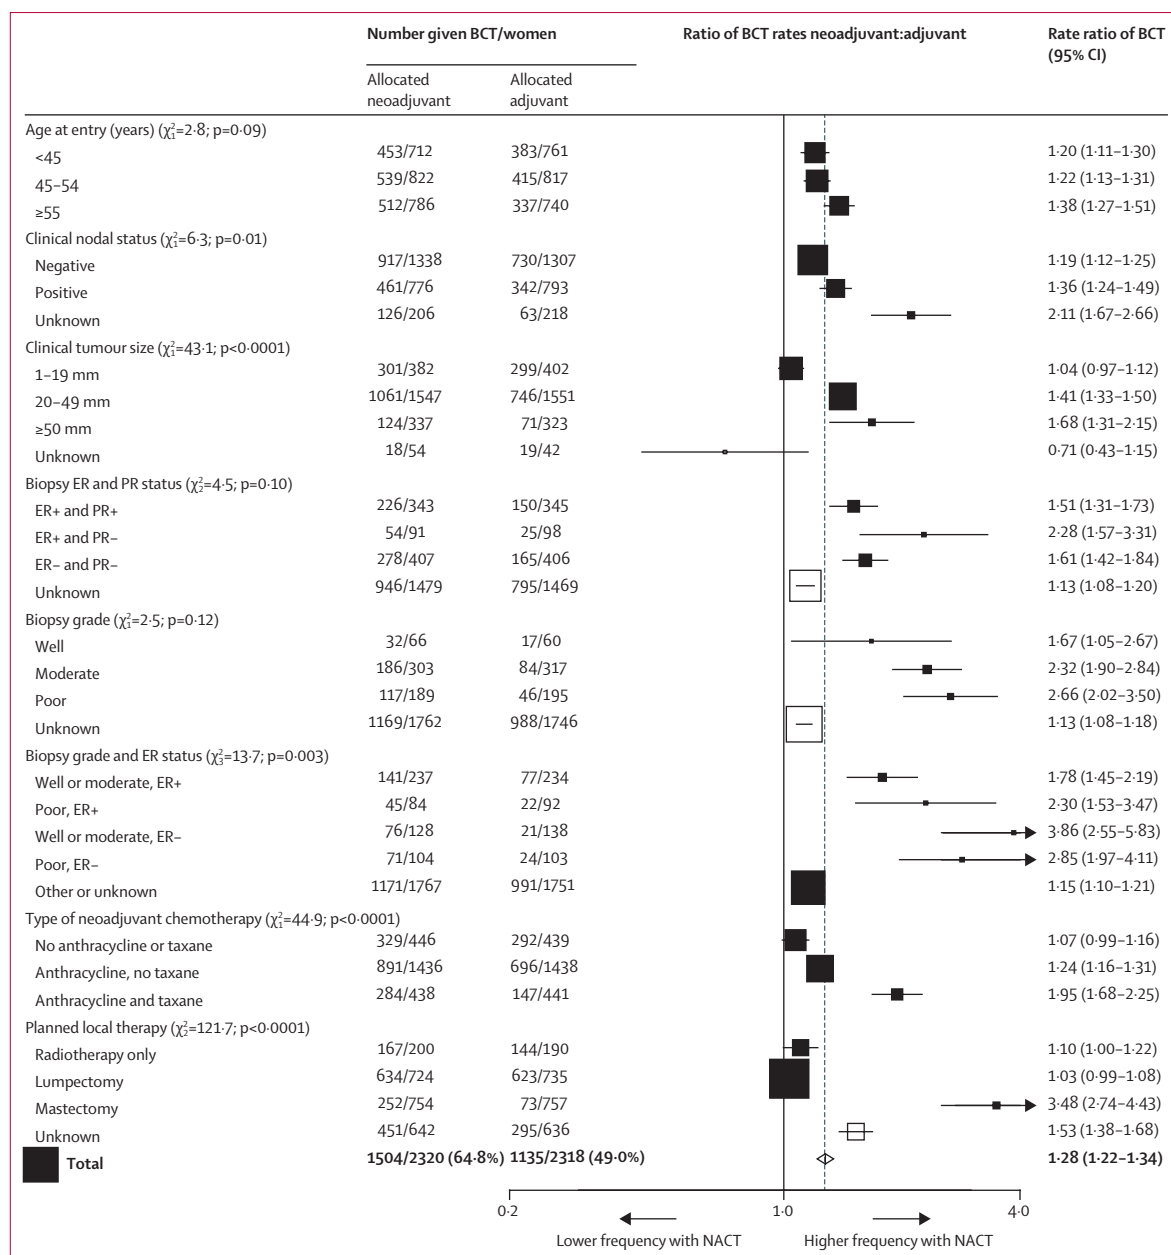 Number given BCT/women Ratio of BCT rates neoadjuvant:adjuvant Rate ratio of BCT
(95% CI)
Allocated neoadjuvant Allocated adjuvant
Age at entry (years) (χ²₁=2·8; p=0·09)
<45 453/712 383/761 1·20 (1·11–1·30)
45–54 539/822 415/817 1·22 (1·13–1·31)
≥55 512/786 337/740 1·38 (1·27–1·51)
Clinical nodal status (χ²₁=6·3; p=0·01)
Negative 917/1338 730/1307 1·19 (1·12–1·25)
Positive 461/776 342/793 1·36 (1·24–1·49)
Unknown 126/206 63/218 2·11 (1·67–2·66)
Clinical tumour size (χ²₁=43·1; p<0·0001)
1–19 mm 301/382 299/402 1·04 (0·97–1·12)
20–49 mm 1061/1547 746/1551 1·41 (1·33–1·50)
≥50 mm 124/337 71/323 1·68 (1·31–2·15)
Unknown 18/54 19/42 0·71 (0·43–1·15)
Biopsy ER and PR status (χ²₂=4·5; p=0·10)
ER+ and PR+ 226/343 150/345 1·51 (1·31–1·73)
ER+ and PR– 54/91 25/98 2·28 (1·57–3·31)
ER– and PR– 278/407 165/406 1·61 (1·42–1·84)
Unknown 946/1479 795/1469 1·13 (1·08–1·20)
Biopsy grade (χ²₁=2·5; p=0·12)
Well 32/66 17/60 1·67 (1·05–2·67)
Moderate 186/303 84/317 2·32 (1·90–2·84)
Poor 117/189 46/195 2·66 (2·02–3·50)
Unknown 1169/1762 988/1746 1·13 (1·08–1·18)
Biopsy grade and ER status (χ²₃=13·7; p=0·003)
Well or moderate, ER+ 141/237 77/234 1·78 (1·45–2·19)
Poor, ER+ 45/84 22/92 2·30 (1·53–3·47)
Well or moderate, ER– 76/128 21/138 3·86 (2·55–5·83)
Poor, ER– 71/104 24/103 2·85 (1·97–4·11)
Other or unknown 1171/1767 991/1751 1·15 (1·10–1·21)
Type of neoadjuvant chemotherapy (χ²₁=44·9; p<0·0001)
No anthracycline or taxane 329/446 292/439 1·07 (0·99–1·16)
Anthracycline, no taxane 891/1436 696/1438 1·24 (1·16–1·31)
Anthracycline and taxane 284/438 147/441 1·95 (1·68–2·25)
Planned local therapy (χ²₂=121·7; p<0·0001)
Radiotherapy only 167/200 144/190 1·10 (1·00–1·22)
Lumpectomy 634/724 623/735 1·03 (0·99–1·08)
Mastectomy 252/754 73/757 3·48 (2·74–4·43)
Unknown 451/642 295/636 1·53 (1·38–1·68)
Total 1504/2320 (64·8%) 1135/2318 (49·0%) 1·28 (1·22–1·34)
0·2 1·0 4·0
Lower frequency with NACT Higher frequency with NACT